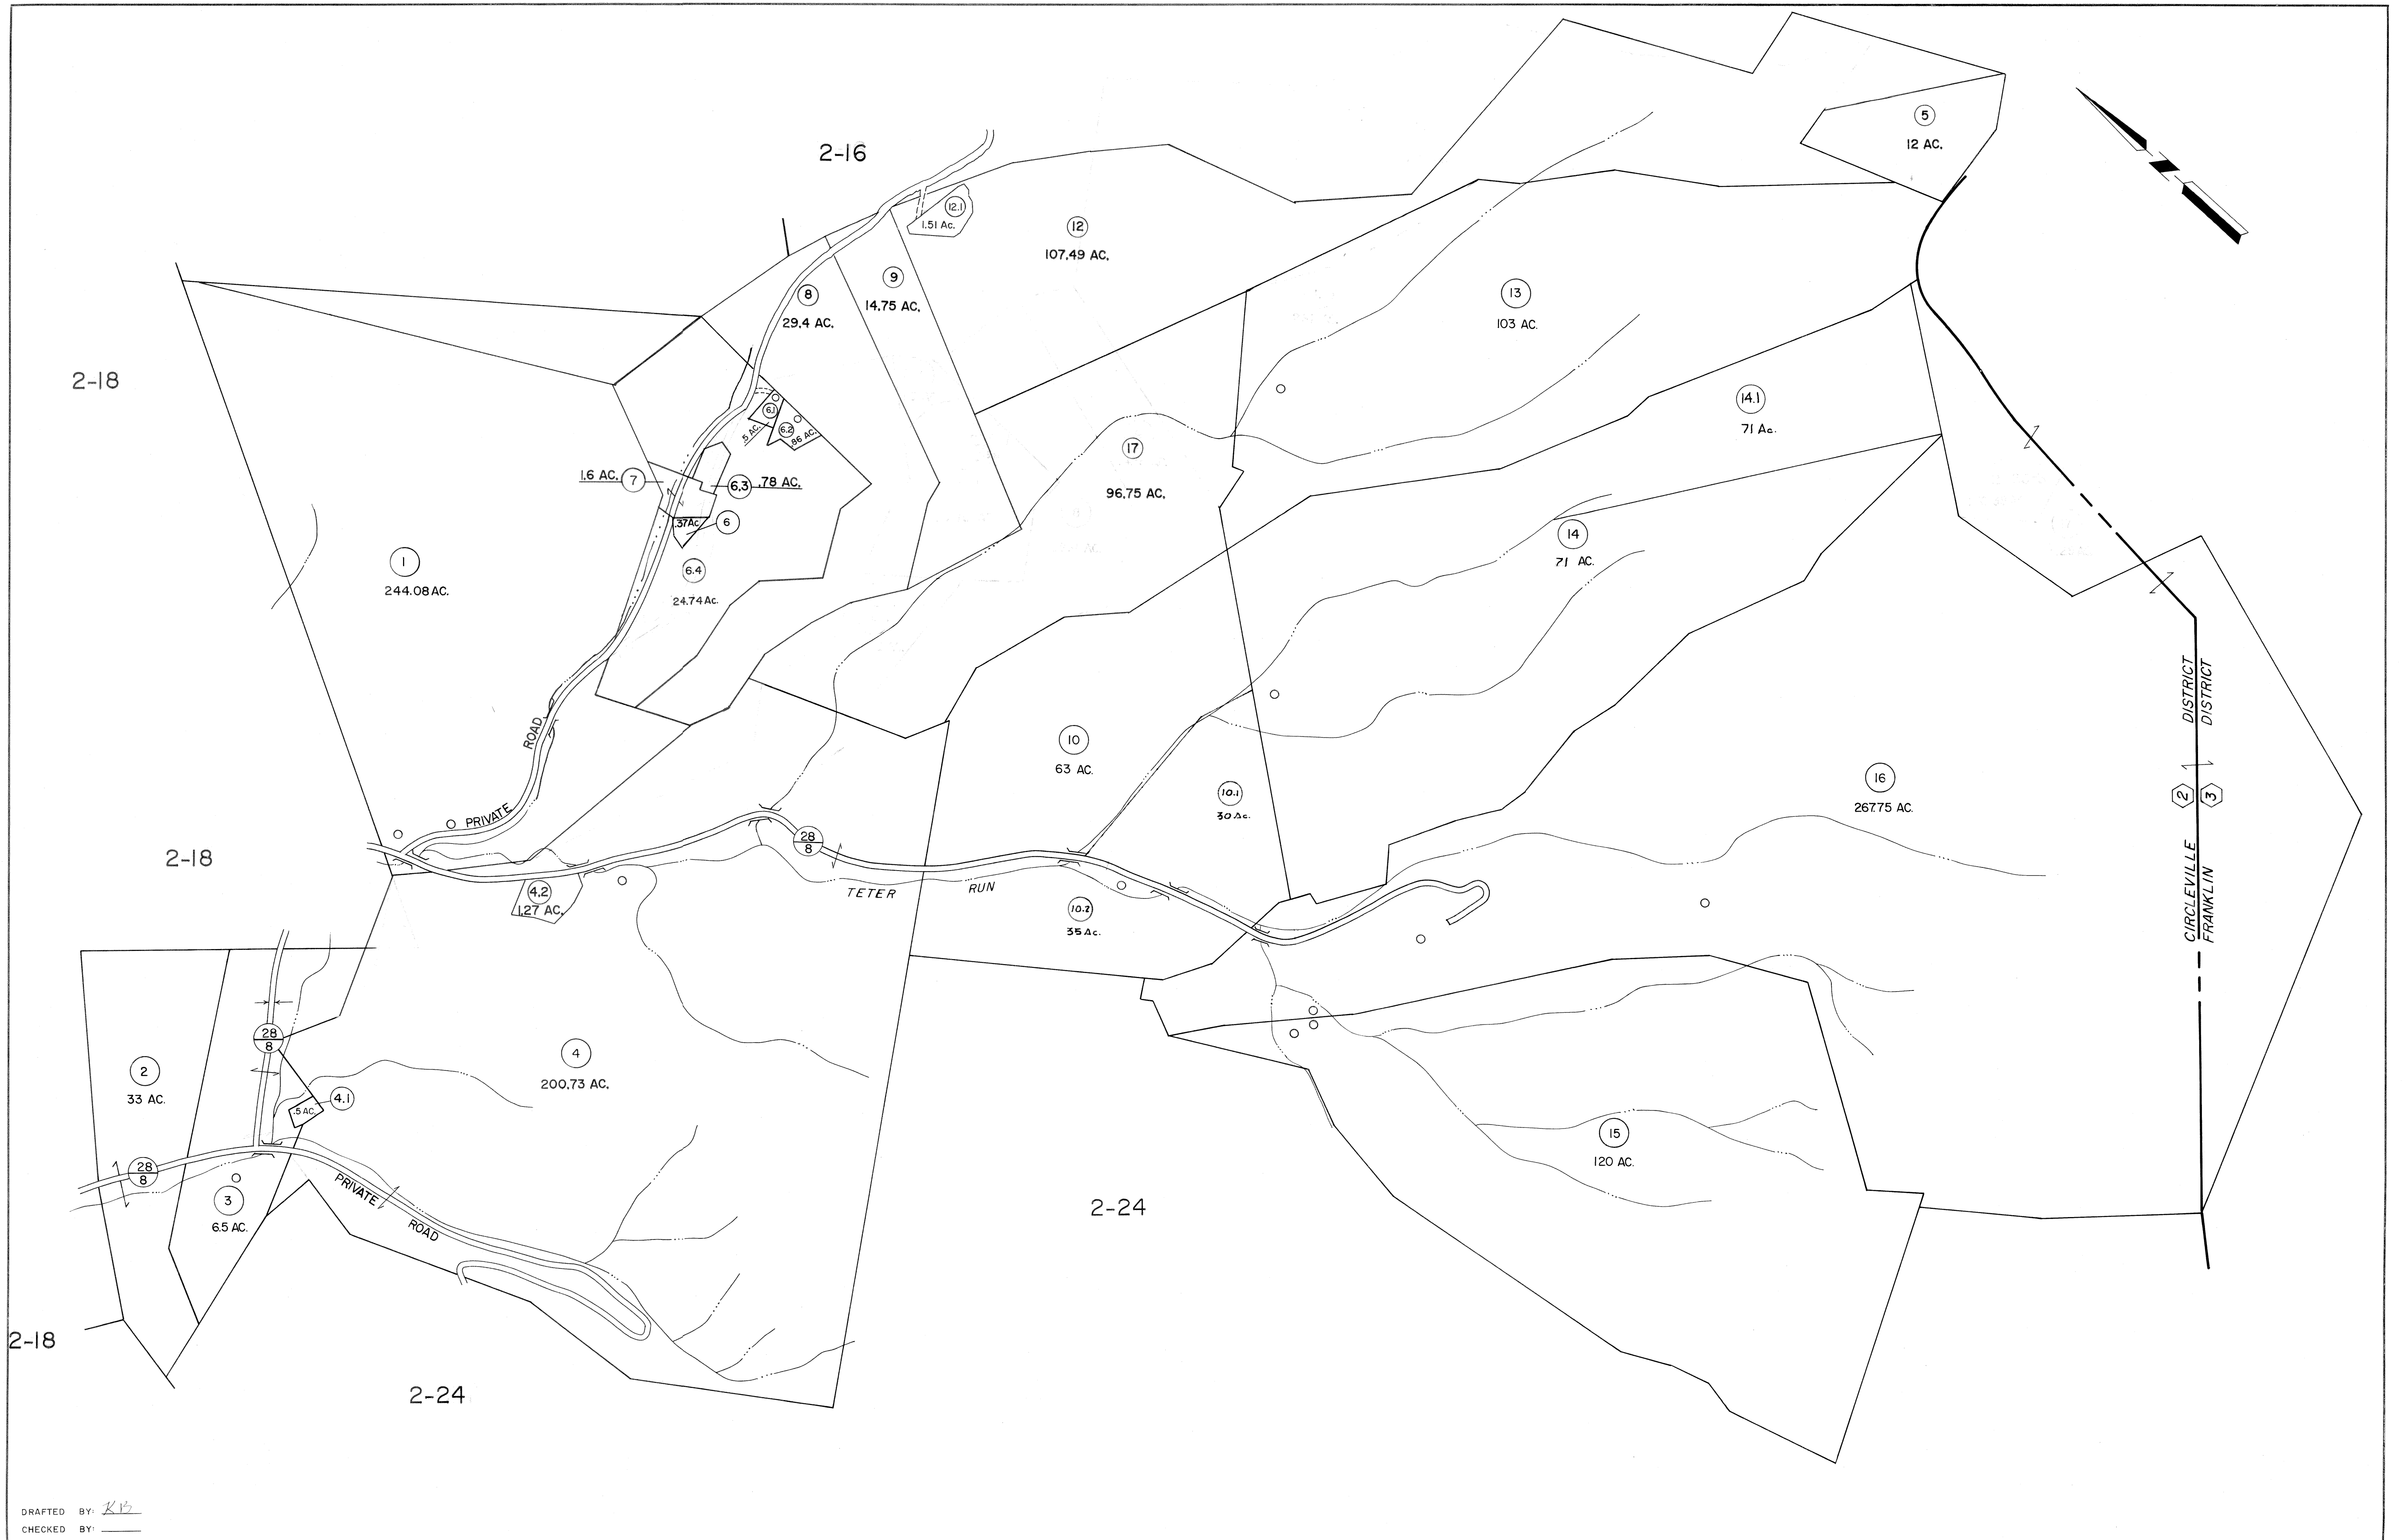 2-16
5
12 AC.
12.1
1.51 Ac.
12
107.49 AC.
9
14.75 AC.
8
29.4 AC.
13
103 AC.
2-18
14.1
71 Ac.
6.1
.5 AC.
6.2
.86 AC.
17
96.75 AC.
1.6 AC. 7
6.3 .78 AC.
.37Ac.
6
14
71 AC.
1
244.08 AC.
6.4
24.74 Ac.
PRIVATE ROAD
10
63 AC.
10.1
30 Ac.
16
267.75 AC.
CIRCLEVILLE 2 DISTRICT
FRANKLIN 3 DISTRICT
2-18
28
8
TETER RUN
4.2
1.27 AC.
10.2
35 Ac.
28
8
4
200.73 AC.
2
33 AC.
4.1
.5 AC.
15
120 AC.
28
8
3
6.5 AC.
PRIVATE ROAD
2-24
2-18
2-24
DRAFTED BY: KB
CHECKED BY: